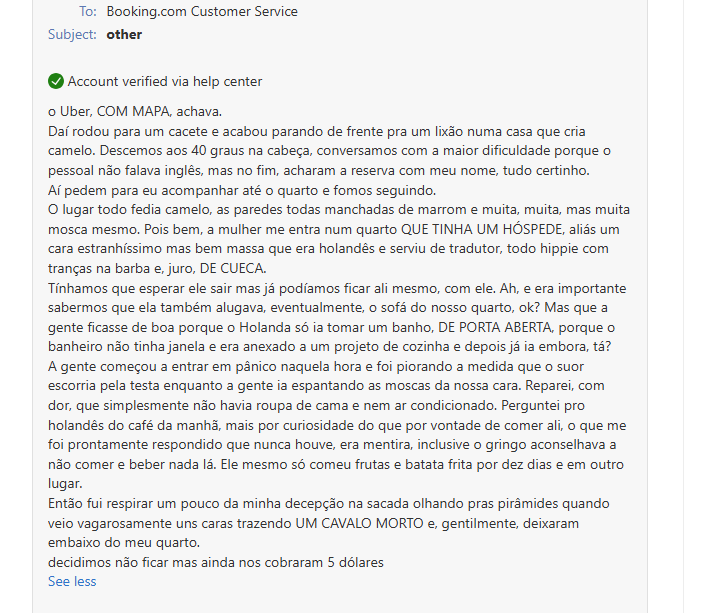 To: Booking.com Customer Service
Subject: other
Account verified via help center
o Uber, COM MAPA, achava.
Daí rodou para um cacete e acabou parando de frente pra um lixão numa casa que cria
camelo. Descemos aos 40 graus na cabeça, conversamos com a maior dificuldade porque o
pessoal não falava inglês, mas no fim, acharam a reserva com meu nome, tudo certinho.
Aí pedem para eu acompanhar até o quarto e fomos seguindo.
O lugar todo fedia camelo, as paredes todas manchadas de marrom e muita, muita, mas muita
mosca mesmo. Pois bem, a mulher me entra num quarto QUE TINHA UM HÓSPEDE, aliás um
cara estranhíssimo mas bem massa que era holandês e serviu de tradutor, todo hippie com
tranças na barba e, juro, DE CUECA.
Tínhamos que esperar ele sair mas já podíamos ficar ali mesmo, com ele. Ah, e era importante
sabermos que ela também alugava, eventualmente, o sofá do nosso quarto, ok? Mas que a
gente ficasse de boa porque o Holanda só ia tomar um banho, DE PORTA ABERTA, porque o
banheiro não tinha janela e era anexado a um projeto de cozinha e depois já ia embora, tá?
A gente começou a entrar em pânico naquela hora e foi piorando a medida que o suor
escorria pela testa enquanto a gente ia espantando as moscas da nossa cara. Reparei, com
dor, que simplesmente não havia roupa de cama e nem ar condicionado. Perguntei pro
holandês do café da manhã, mais por curiosidade do que por vontade de comer ali, o que me
foi prontamente respondido que nunca houve, era mentira, inclusive o gringo aconselhava a
não comer e beber nada lá. Ele mesmo só comeu frutas e batata frita por dez dias e em outro
lugar.
Então fui respirar um pouco da minha decepção na sacada olhando pras pirâmides quando
veio vagarosamente uns caras trazendo UM CAVALO MORTO e, gentilmente, deixaram
embaixo do meu quarto.
decidimos não ficar mas ainda nos cobraram 5 dólares
See less